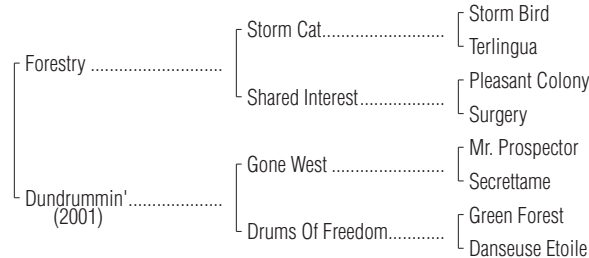 Storm Bird
Storm Cat........................
Terlingua
Forestry ..........................
Pleasant Colony
Shared Interest.................
Surgery
Mr. Prospector
Gone West ......................
Secrettame
Dundrummin'...................
(2001)
Green Forest
Drums Of Freedom...........
Danseuse Etoile